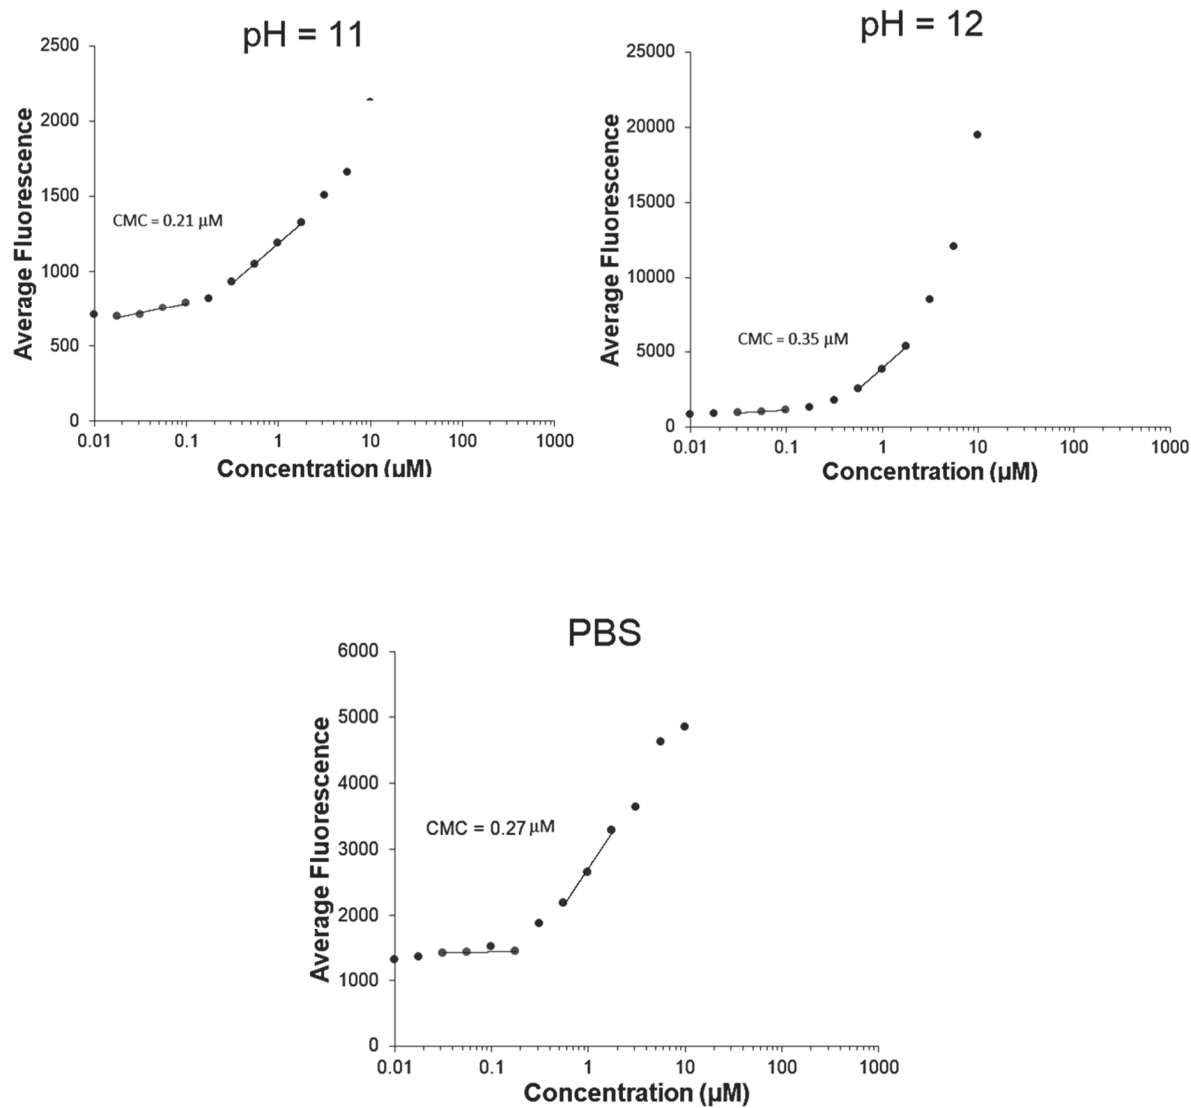 pH = 11
2500
2000
1500
1000
500
0
Average Fluorescence
CMC = 0.21 µM
0.01 0.1 1 10 100 1000
Concentration (µM)
pH = 12
25000
20000
15000
10000
5000
0
Average Fluorescence
CMC = 0.35 µM
0.01 0.1 1 10 100 1000
Concentration (µM)
PBS
6000
5000
4000
3000
2000
1000
0
Average Fluorescence
CMC = 0.27 µM
0.01 0.1 1 10 100 1000
Concentration (µM)